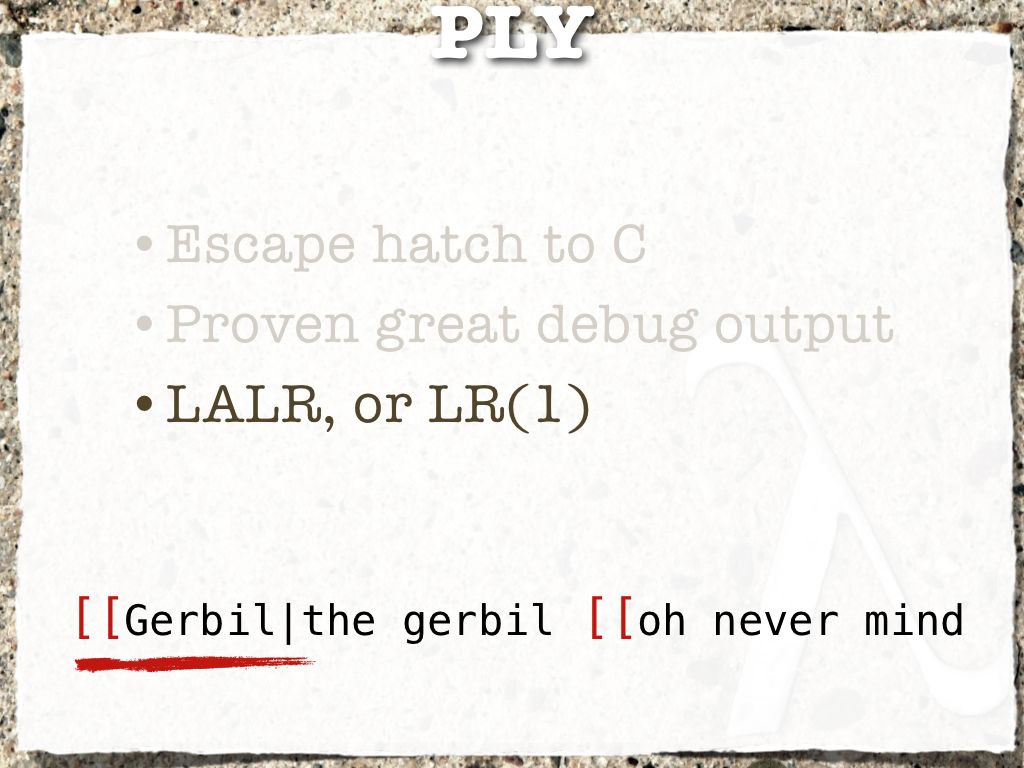 PLY
• Escape hatch to C
• Proven great debug output
• LALR, or LR(1)
[[Gerbil|the gerbil [[oh never mind